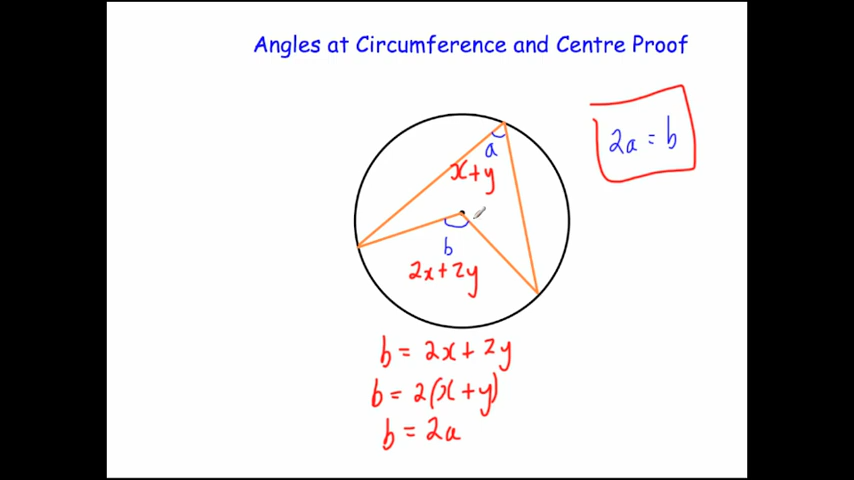 Angles at Circumference and Centre Proof
2a = b
a
x+y
b
2x+2y
b = 2x+2y
b = 2(x+y)
b = 2a